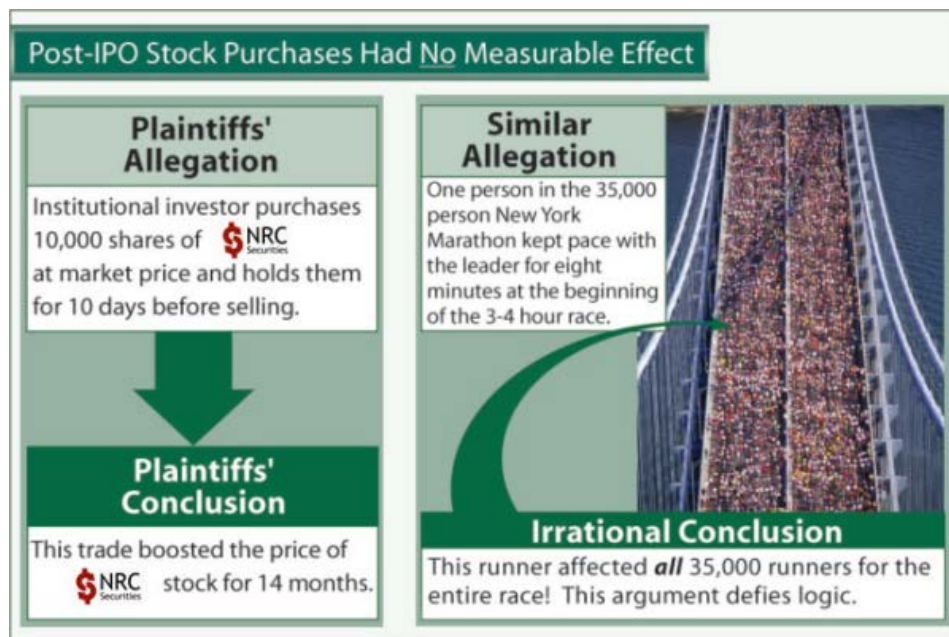 Post-IPO Stock Purchases Had No Measurable Effect
Plaintiffs'
Allegation
Institutional investor purchases
10,000 shares of $ NRC Securities
at market price and holds them
for 10 days before selling.
Plaintiffs'
Conclusion
This trade boosted the price of
$ NRC Securities stock for 14 months.
Similar
Allegation
One person in the 35,000
person New York
Marathon kept pace with
the leader for eight
minutes at the beginning
of the 3-4 hour race.
Irrational Conclusion
This runner affected all 35,000 runners for the
entire race! This argument defies logic.